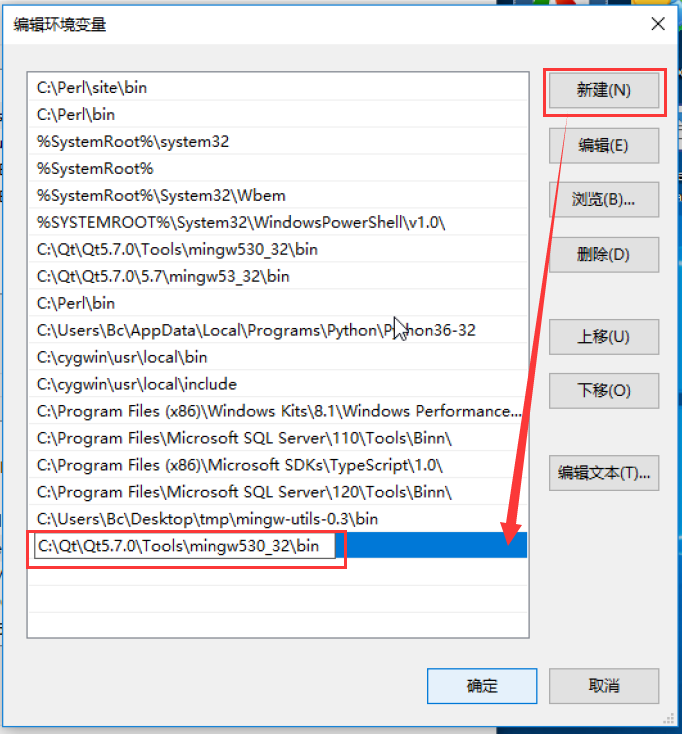 编辑环境变量
C:\Perl\site\bin
新建(N)
C:\Perl\bin
%SystemRoot%\system32
编辑(E)
%SystemRoot%
%SystemRoot%\System32\Wbem
浏览(B)...
%SYSTEMROOT%\System32\WindowsPowerShell\v1.0\
C:\Qt\Qt5.7.0\Tools\mingw530_32\bin
删除(D)
C:\Qt\Qt5.7.0\5.7\mingw53_32\bin
C:\Perl\bin
C:\Users\Bc\AppData\Local\Programs\Python\Python36-32
上移(U)
C:\cygwin\usr\local\bin
C:\cygwin\usr\local\include
下移(O)
C:\Program Files (x86)\Windows Kits\8.1\Windows Performance...
C:\Program Files\Microsoft SQL Server\110\Tools\Binn\
C:\Program Files (x86)\Microsoft SDKs\TypeScript\1.0\
编辑文本(T)...
C:\Program Files\Microsoft SQL Server\120\Tools\Binn\
C:\Users\Bc\Desktop\tmp\mingw-utils-0.3\bin
C:\Qt\Qt5.7.0\Tools\mingw530_32\bin
确定
取消